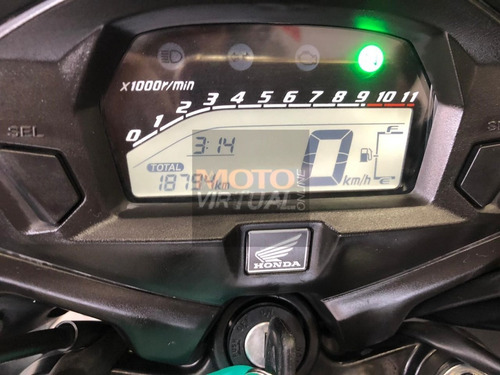 x1000r/min
0 1 2 3 4 5 6 7 8 9 10 11
SEL
3:14
TOTAL
km
0
km/h
F
E
MOTO
VIRTUAL
ONLINE
HONDA